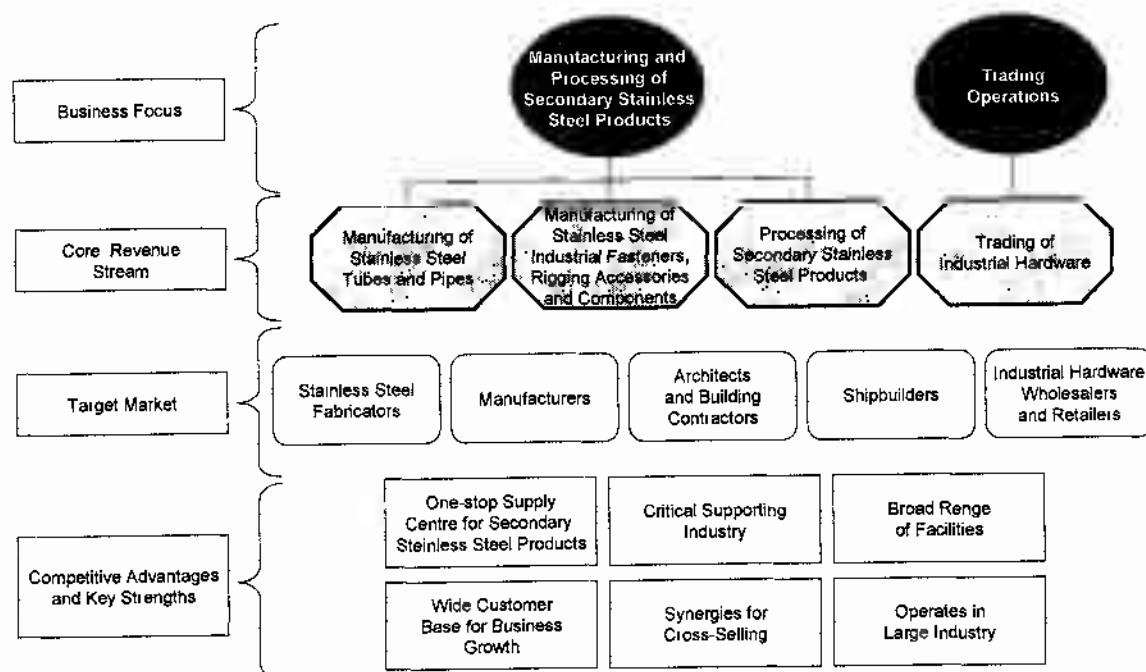 Business Focus
Manufacturing and
Processing of
Secondary Stainless
Steel Products
Trading
Operations
Core Revenue
Stream
Manufacturing of
Stainless Steel
Tubes and Pipes
Manufacturing of
Stainless Steel
Industrial Fasteners,
Rigging Accessories
and Components
Processing of
Secondary Stainless
Steel Products
Trading of
Industrial Hardware
Target Market
Stainless Steel
Fabricators
Manufacturers
Architects
and Building
Contractors
Shipbuilders
Industrial Hardware
Wholesalers
and Retailers
Competitive Advantages
and Key Strengths
One-stop Supply
Centre for Secondary
Stainless Steel Products
Critical Supporting
Industry
Broad Range
of Facilities
Wide Customer
Base for Business
Growth
Synergies for
Cross-Selling
Operates in
Large Industry